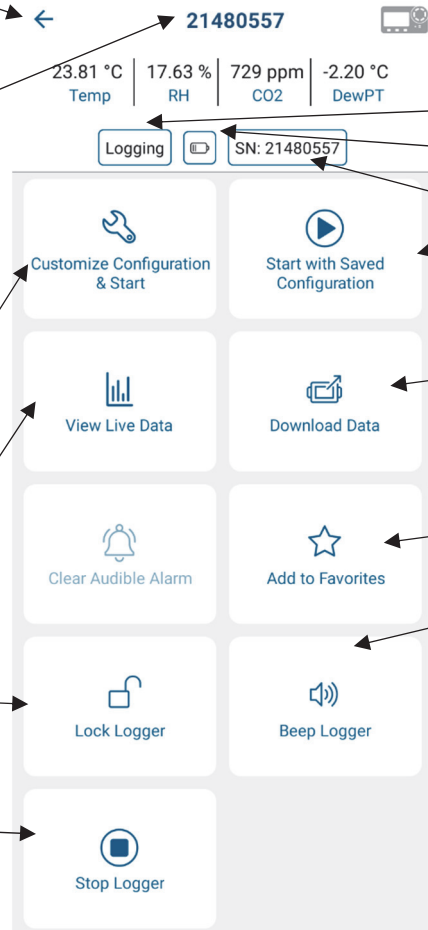 21480557
23.81 °C 17.63 % 729 ppm -2.20 °C
Temp RH CO2 DewPT
Logging SN: 21480557
Customize Configuration
& Start
Start with Saved
Configuration
View Live Data
Download Data
Clear Audible Alarm
Add to Favorites
Lock Logger
Beep Logger
Stop Logger